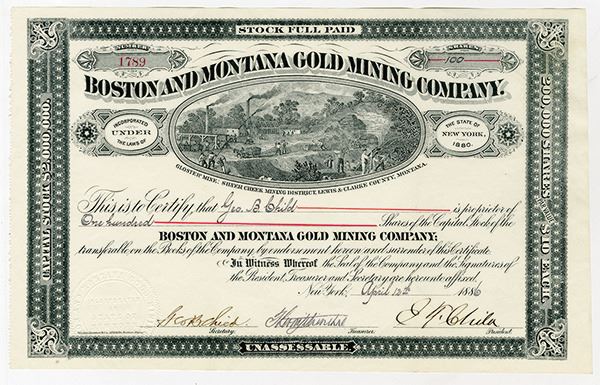 STOCK FULL PAID
NUMBER
1789
SHARES
100
BOSTON AND MONTANA GOLD MINING COMPANY.
INCORPORATED
UNDER
THE LAWS OF
THE STATE OF
NEW YORK,
1880.
GLOSTER MINE, SILVER CREEK MINING DISTRICT, LEWIS & CLARKE COUNTY, MONTANA.
CAPITAL STOCK $2,000,000.
200,000 SHARES
$10 EACH.
This is to Certify, that Geo. B. Child is proprietor of
One hundred Shares of the Capital Stock of the
BOSTON AND MONTANA GOLD MINING COMPANY;
transferable on the Books of the Company by endorsement hereon and surrender of this Certificate.
In Witness Whereof the Seal of the Company and the Signatures of
the President, Treasurer and Secretary are hereunto affixed.
New York, April 12th 1886
Geo B Child
Secretary.
Treasurer.
President.
UNASSESSABLE.